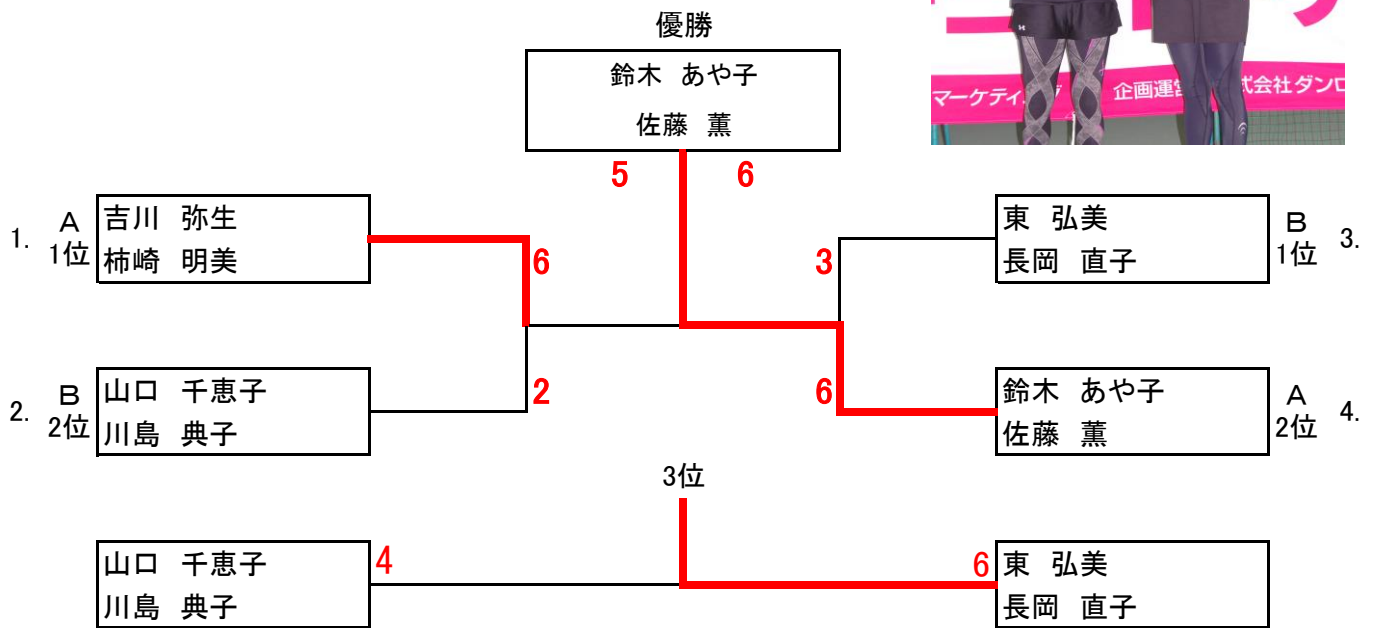 優勝
鈴木 あや子
佐藤 薫
マーケティ
企画運営
式会社ダンロ
5 6
1. A 1位
吉川 弥生
柿崎 明美
6
3
東 弘美
長岡 直子
B 1位 3.
2. B 2位
山口 千恵子
川島 典子
2
6
鈴木 あや子
佐藤 薫
A 2位 4.
3位
山口 千恵子
川島 典子
4
6
東 弘美
長岡 直子